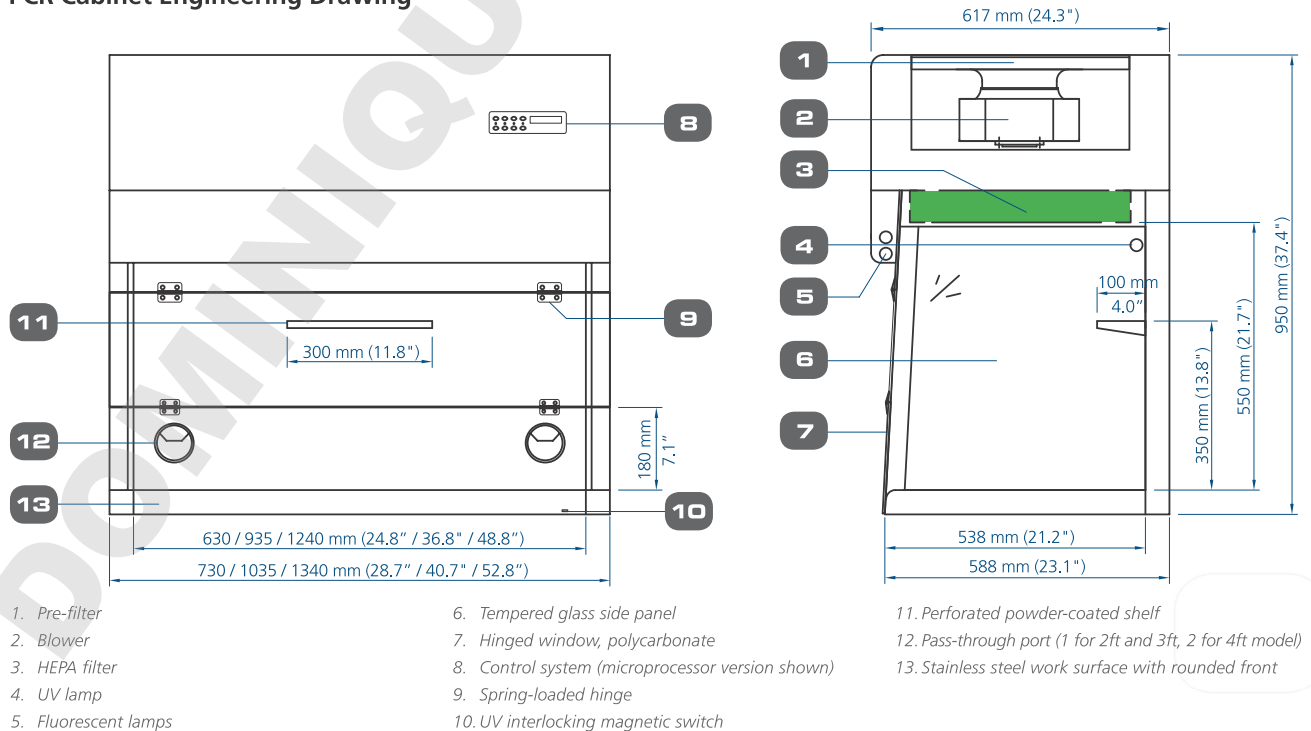 PCR Cabinet Engineering Drawing
617 mm (24.3")
1
2
3
4
5
6
7
8
9
10
11
12
13
300 mm (11.8")
180 mm
7.1"
630 / 935 / 1240 mm (24.8" / 36.8" / 48.8")
730 / 1035 / 1340 mm (28.7" / 40.7" / 52.8")
100 mm
4.0"
350 mm (13.8")
550 mm (21.7")
950 mm (37.4")
538 mm (21.2")
588 mm (23.1")
1. Pre-filter
2. Blower
3. HEPA filter
4. UV lamp
5. Fluorescent lamps
6. Tempered glass side panel
7. Hinged window, polycarbonate
8. Control system (microprocessor version shown)
9. Spring-loaded hinge
10. UV interlocking magnetic switch
11. Perforated powder-coated shelf
12. Pass-through port (1 for 2ft and 3ft, 2 for 4ft model)
13. Stainless steel work surface with rounded front
DOMINIQU